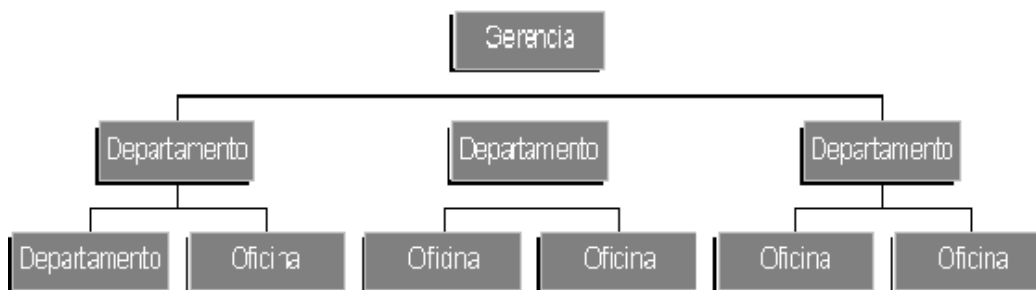 Gerencia
Departamento
Departamento
Departamento
Departamento
Oficina
Oficina
Oficina
Oficina
Oficina